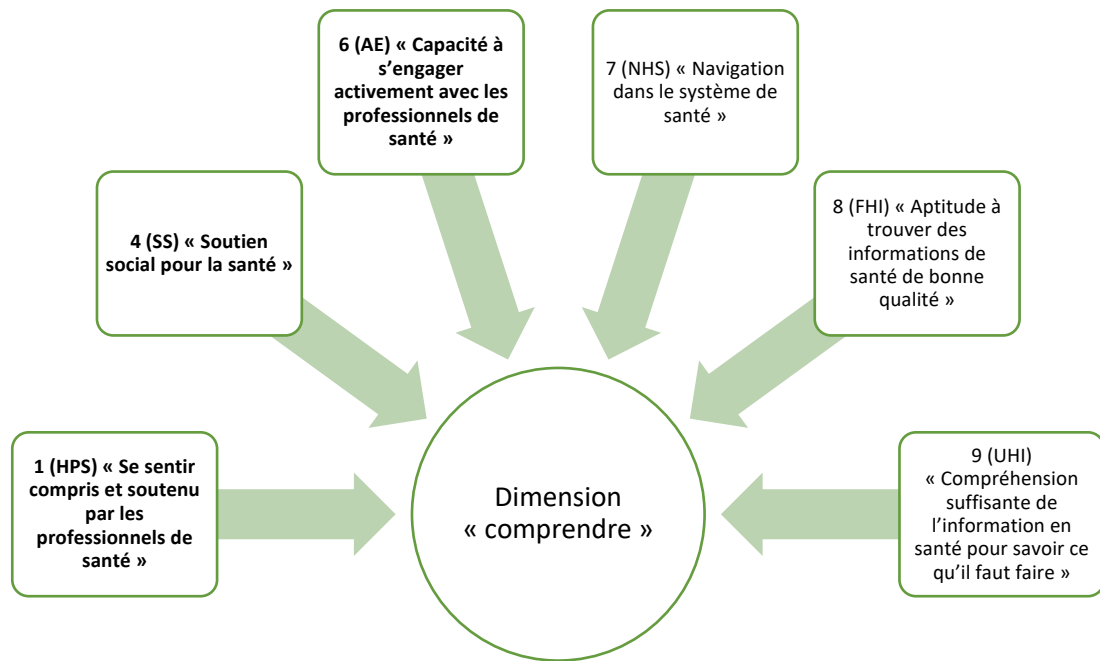 6 (AE) « Capacité à
s’engager
activement avec les
professionnels de
santé »
7 (NHS) « Navigation
dans le système de
santé »
4 (SS) « Soutien
social pour la santé »
8 (FHI) « Aptitude à
trouver des
informations de
santé de bonne
qualité »
1 (HPS) « Se sentir
compris et soutenu
par les
professionnels de
santé »
Dimension
« comprendre »
9 (UHI)
« Compréhension
suffisante de
l’information en
santé pour savoir ce
qu’il faut faire »